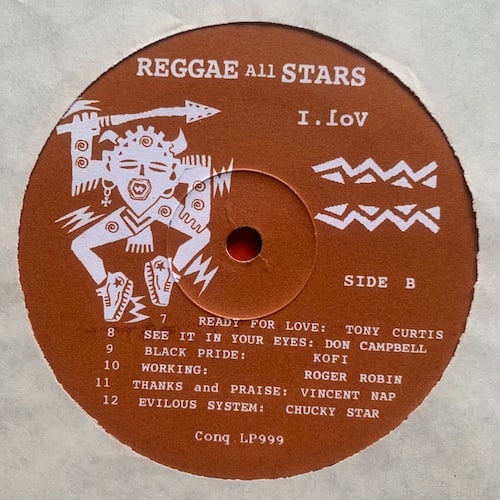 REGGAE All STARS
Vol.I
SIDE B
7 READY FOR LOVE: TONY CURTIS
8 SEE IT IN YOUR EYES: DON CAMPBELL
9 BLACK PRIDE: KOFI
10 WORKING: ROGER ROBIN
11 THANKS and PRAISE: VINCENT NAP
12 EVILOUS SYSTEM: CHUCKY STAR
Conq LP999